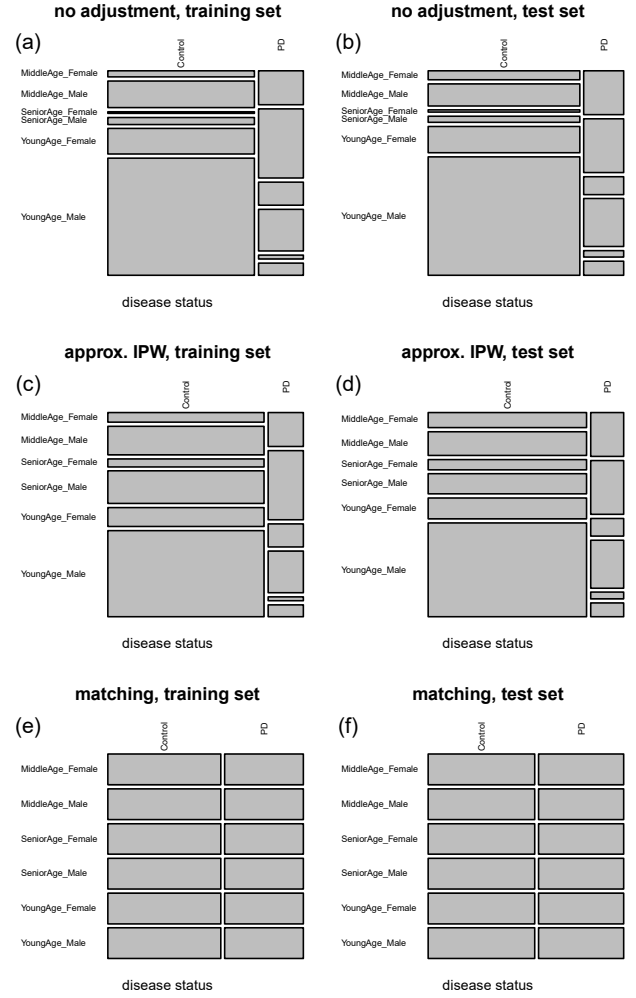 no adjustment, training set
(a)
Control
PD
MiddleAge_Female
MiddleAge_Male
SeniorAge_Female
SeniorAge_Male
YoungAge_Female
YoungAge_Male
disease status
no adjustment, test set
(b)
Control
PD
MiddleAge_Female
MiddleAge_Male
SeniorAge_Female
SeniorAge_Male
YoungAge_Female
YoungAge_Male
disease status
approx. IPW, training set
(c)
Control
PD
MiddleAge_Female
MiddleAge_Male
SeniorAge_Female
SeniorAge_Male
YoungAge_Female
YoungAge_Male
disease status
approx. IPW, test set
(d)
Control
PD
MiddleAge_Female
MiddleAge_Male
SeniorAge_Female
SeniorAge_Male
YoungAge_Female
YoungAge_Male
disease status
matching, training set
(e)
Control
PD
MiddleAge_Female
MiddleAge_Male
SeniorAge_Female
SeniorAge_Male
YoungAge_Female
YoungAge_Male
disease status
matching, test set
(f)
Control
PD
MiddleAge_Female
MiddleAge_Male
SeniorAge_Female
SeniorAge_Male
YoungAge_Female
YoungAge_Male
disease status